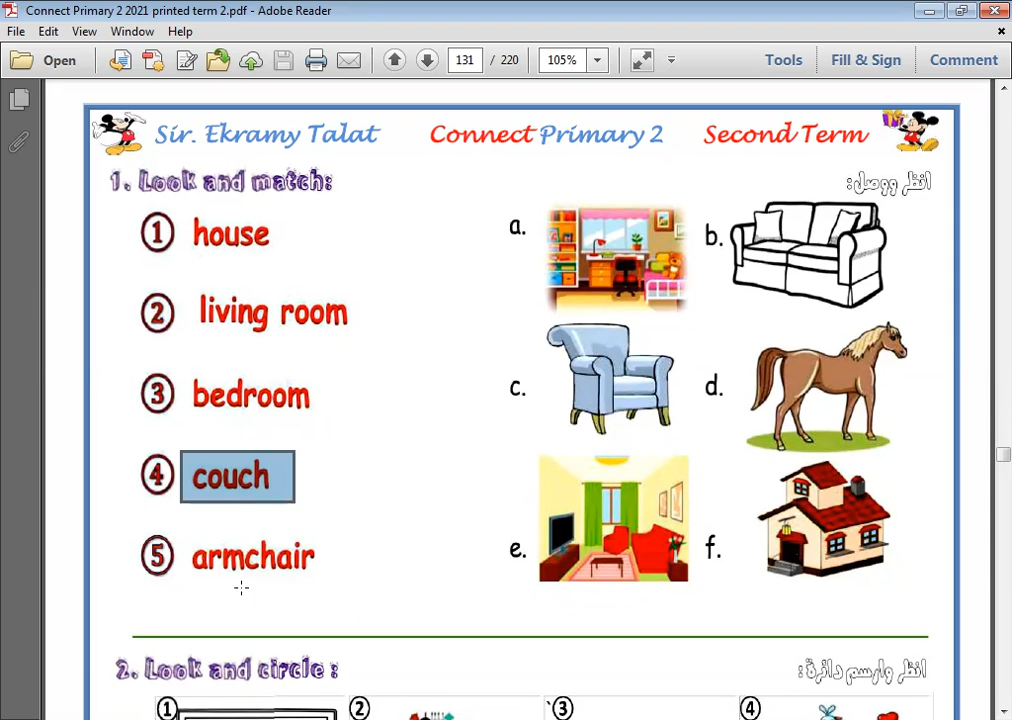 Connect Primary 2 2021 printed term 2.pdf - Adobe Reader
File Edit View Window Help
Open 131 / 220 105% Tools Fill & Sign Comment
Sir. Ekramy Talat Connect Primary 2 Second Term
1. Look and match: انظر ووصل:
1 house a. b.
2 living room
3 bedroom c. d.
4 couch
5 armchair e. f.
2. Look and circle : انظر وارسم دائرة :
1 2 3 4